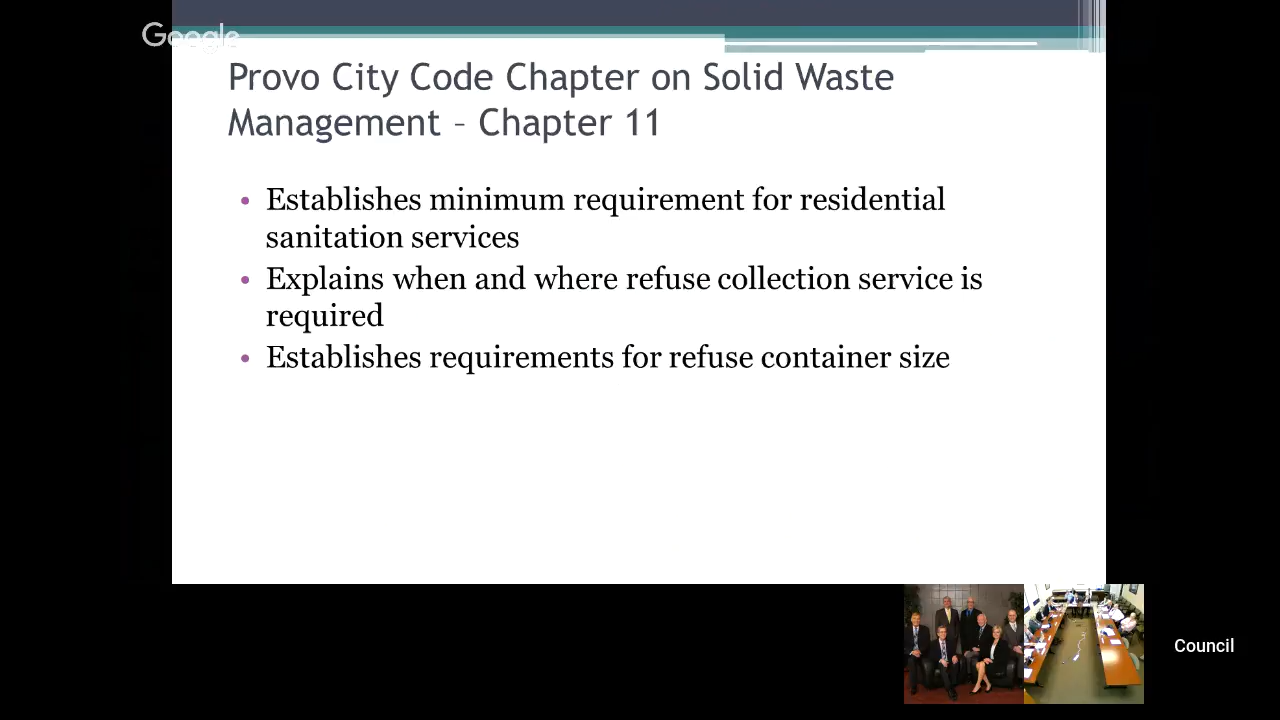 Google
Provo City Code Chapter on Solid Waste
Management – Chapter 11
• Establishes minimum requirement for residential
sanitation services
• Explains when and where refuse collection service is
required
• Establishes requirements for refuse container size
Council